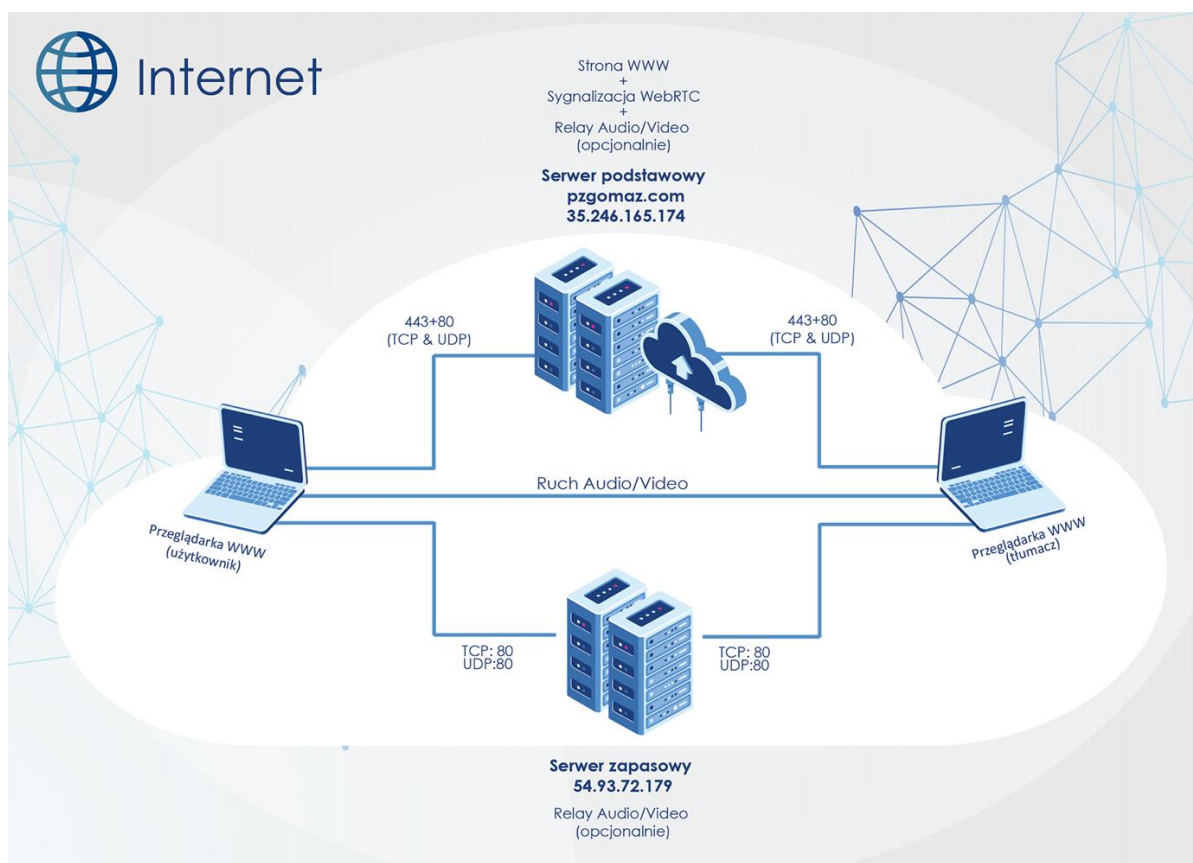 Internet
Strona WWW
+
Sygnalizacja WebRTC
+
Relay Audio/Video
(opcjonalnie)
Serwer podstawowy
pzgomaz.com
35.246.165.174
443+80
(TCP & UDP)
443+80
(TCP & UDP)
Ruch Audio/Video
Przeglądarka WWW
(użytkownik)
Przeglądarka WWW
(tłumacz)
TCP: 80
UDP:80
TCP: 80
UDP:80
Serwer zapasowy
54.93.72.179
Relay Audio/Video
(opcjonalnie)